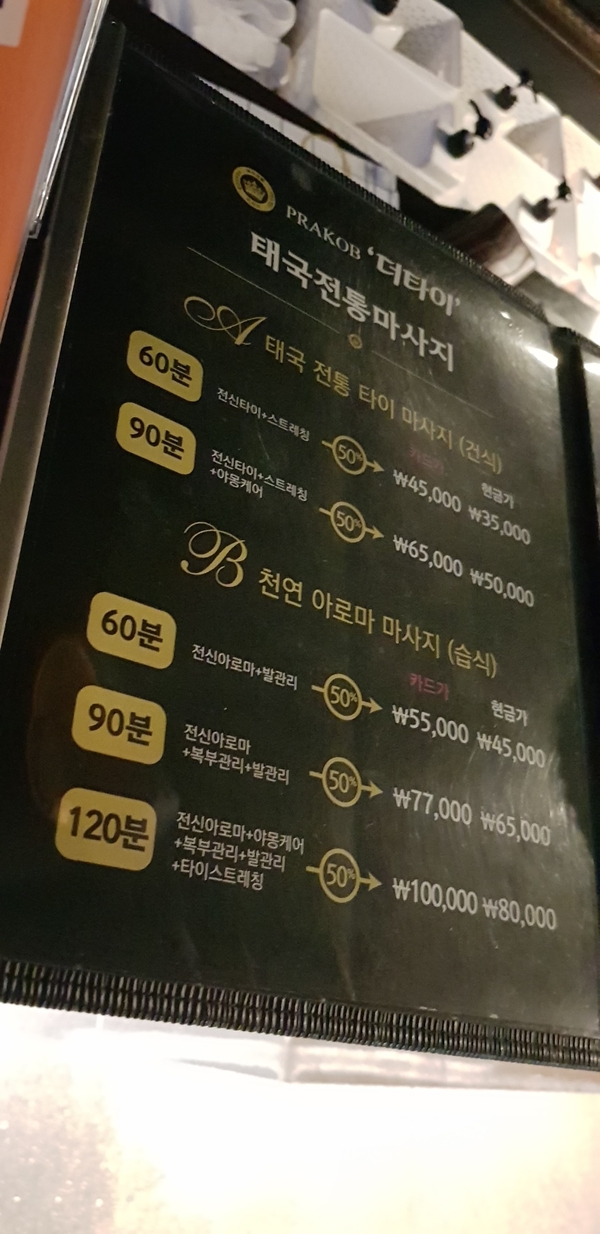 PRAKOB '더타이'
태국전통마사지
A 태국 전통 타이 마사지 (건식)
카드가 현금가
60분 전신타이+스트레칭 50% ₩45,000 ₩35,000
90분 전신타이+스트레칭
+야몽케어 50% ₩65,000 ₩50,000
B 천연 아로마 마사지 (습식)
카드가 현금가
60분 전신아로마+발관리 50% ₩55,000 ₩45,000
90분 전신아로마
+복부관리+발관리 50% ₩77,000 ₩65,000
120분 전신아로마+야몽케어
+복부관리+발관리
+타이스트레칭 50% ₩100,000 ₩80,000